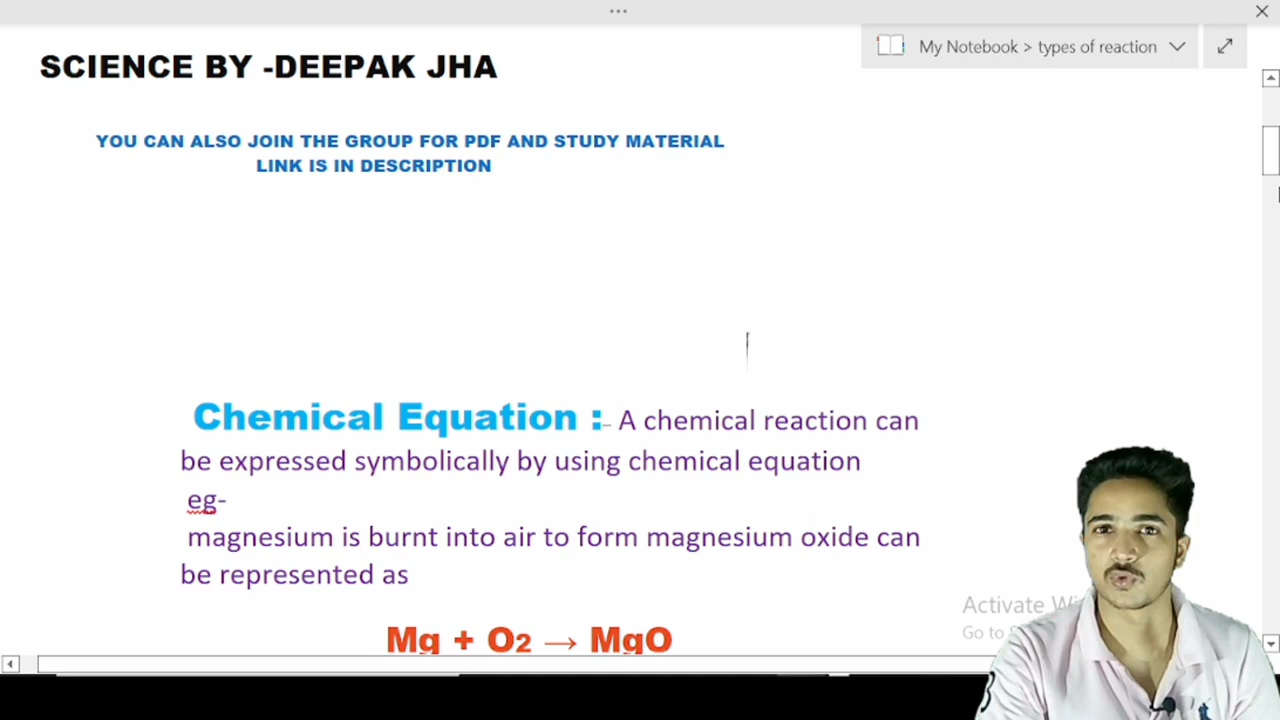 My Notebook > types of reaction
SCIENCE BY -DEEPAK JHA
YOU CAN ALSO JOIN THE GROUP FOR PDF AND STUDY MATERIAL
LINK IS IN DESCRIPTION
Chemical Equation :- A chemical reaction can
be expressed symbolically by using chemical equation
eg-
magnesium is burnt into air to form magnesium oxide can
be represented as
Mg + O2 → MgO
Activate
Go to